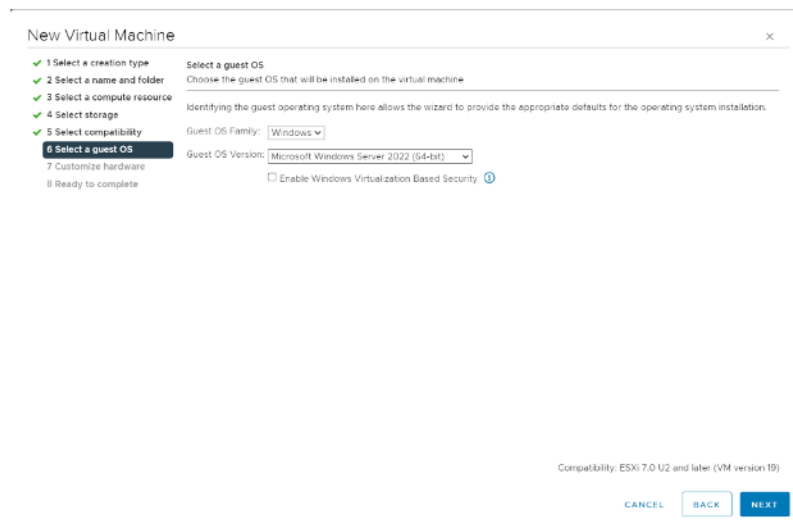 New Virtual Machine
1 Select a creation type
2 Select a name and folder
3 Select a compute resource
4 Select storage
5 Select compatibility
6 Select a guest OS
7 Customize hardware
8 Ready to complete
Select a guest OS
Choose the guest OS that will be installed on the virtual machine
Identifying the guest operating system here allows the wizard to provide the appropriate defaults for the operating system installation.
Guest OS Family: Windows
Guest OS Version: Microsoft Windows Server 2022 (64-bit)
Enable Windows Virtualization Based Security
Compatibility: ESXi 7.0 U2 and later (VM version 19)
CANCEL BACK NEXT